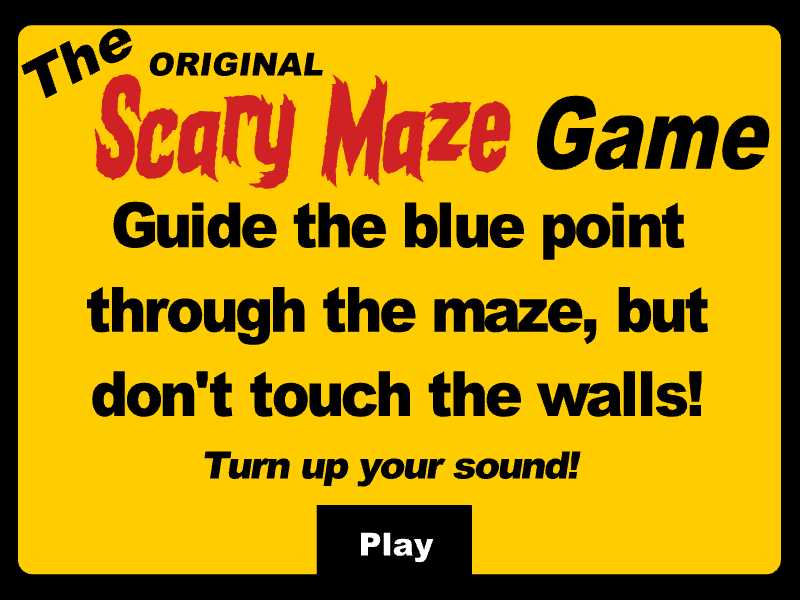 The ORIGINAL
Scary Maze Game
Guide the blue point
through the maze, but
don't touch the walls!
Turn up your sound!
Play